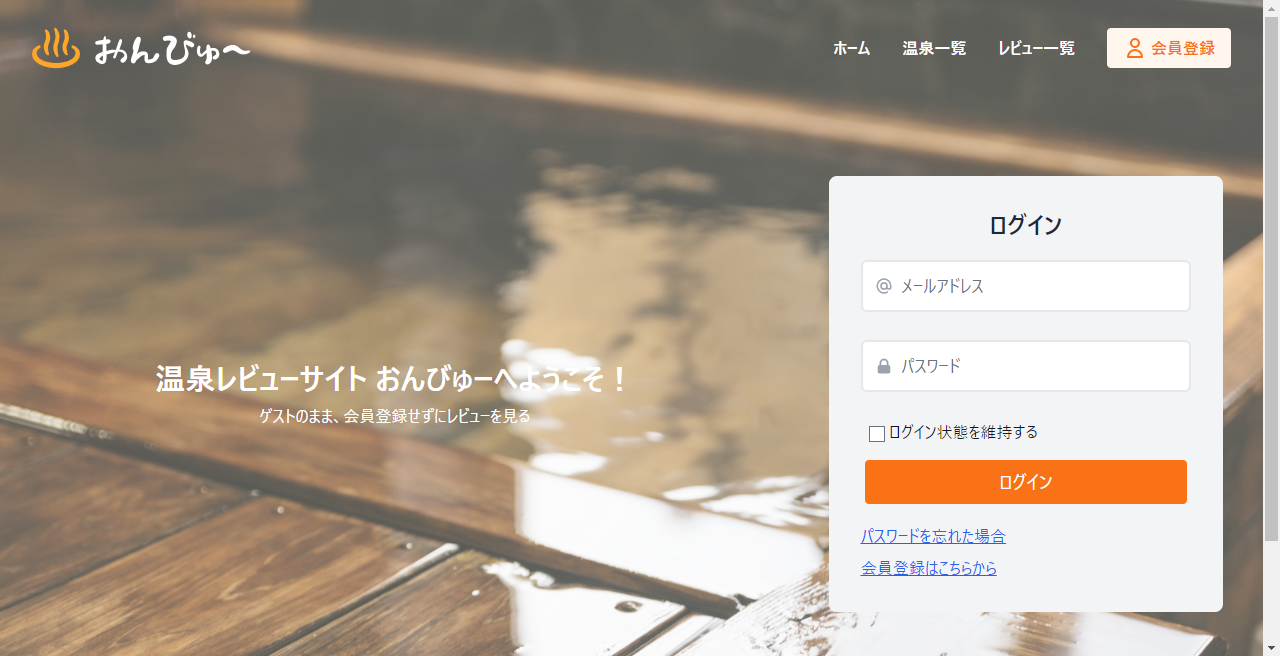 おんびゅ〜
ホーム
温泉一覧
レビュー一覧
会員登録
ログイン
メールアドレス
パスワード
温泉レビューサイト おんびゅーへようこそ！
ゲストのまま、会員登録せずにレビューを見る
ログイン状態を維持する
ログイン
パスワードを忘れた場合
会員登録はこちらから